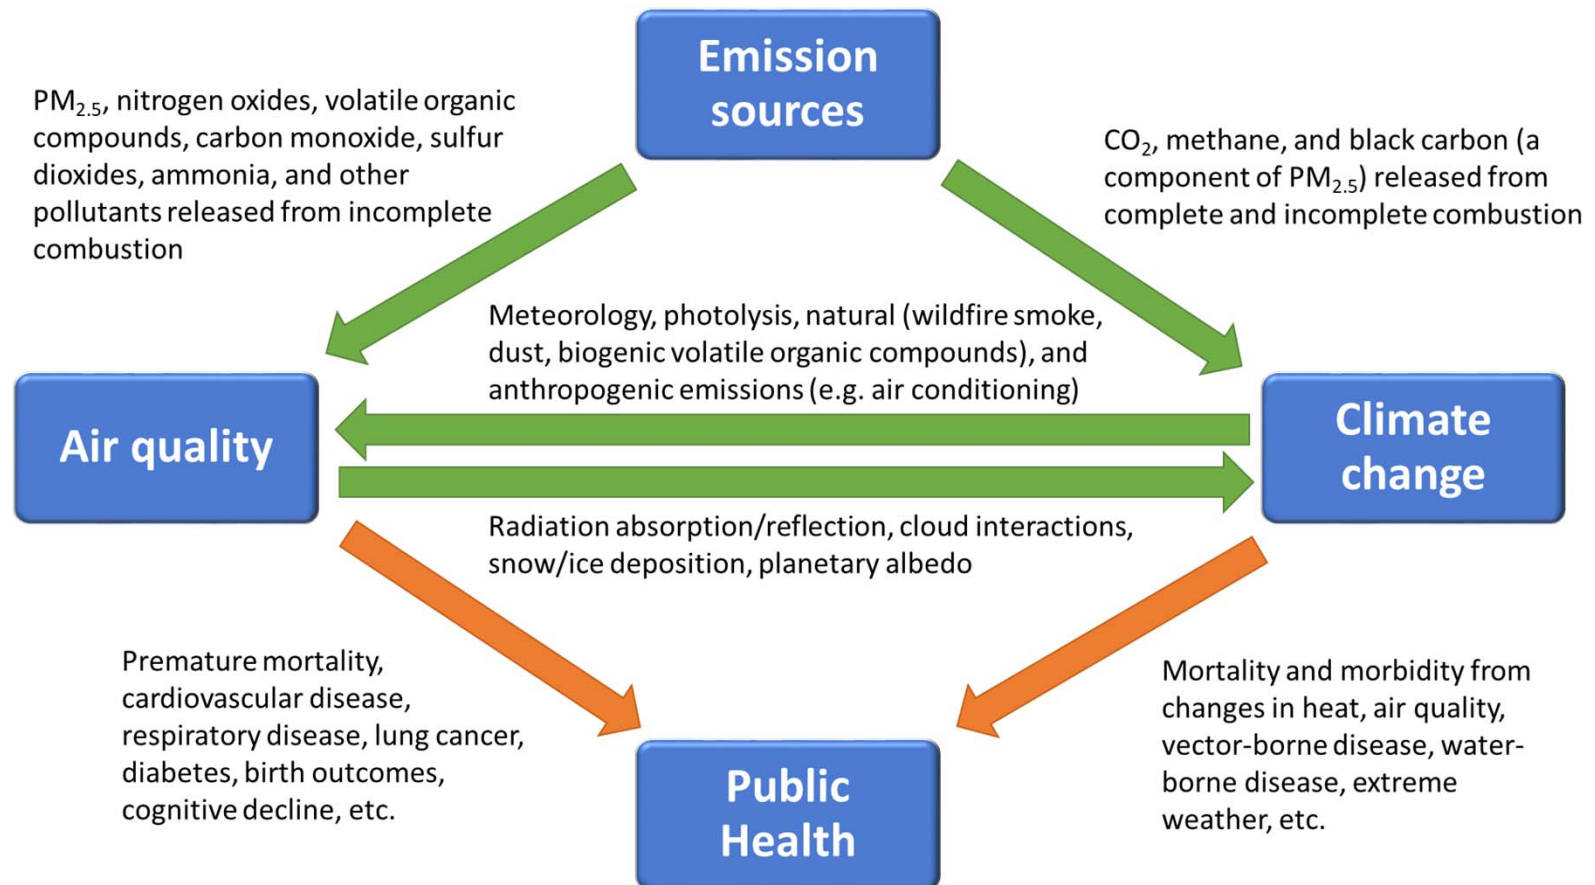 Emission
sources
PM₂.₅, nitrogen oxides, volatile organic
compounds, carbon monoxide, sulfur
dioxides, ammonia, and other
pollutants released from incomplete
combustion
CO₂, methane, and black carbon (a
component of PM₂.₅) released from
complete and incomplete combustion
Meteorology, photolysis, natural (wildfire smoke,
dust, biogenic volatile organic compounds), and
anthropogenic emissions (e.g. air conditioning)
Air quality
Climate
change
Radiation absorption/reflection, cloud interactions,
snow/ice deposition, planetary albedo
Premature mortality,
cardiovascular disease,
respiratory disease, lung cancer,
diabetes, birth outcomes,
cognitive decline, etc.
Mortality and morbidity from
changes in heat, air quality,
vector-borne disease, water-
borne disease, extreme
weather, etc.
Public
Health